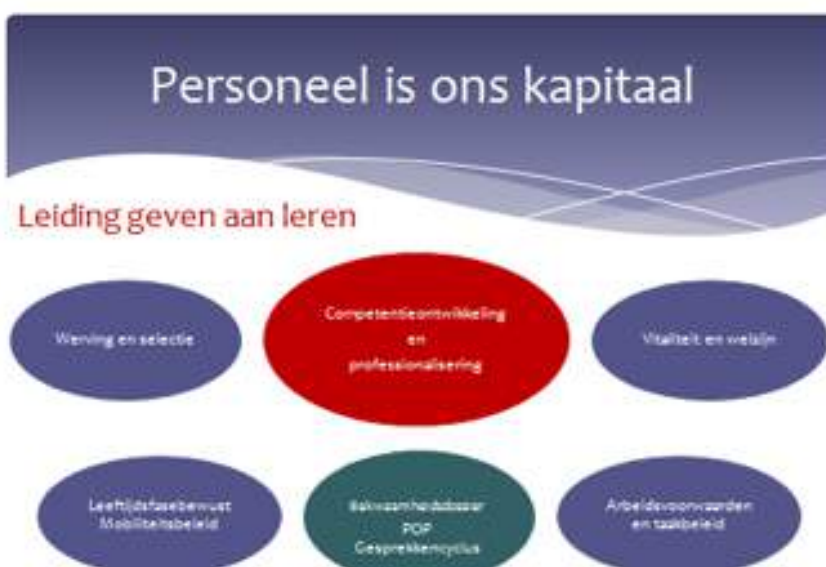 Personeel is ons kapitaal
Leiding geven aan leren
Werving en selectie
Competentieontwikkeling
en
professionalisering
Vitaliteit en welzijn
Leeftijdsfasebewust
Mobiliteitsbeleid
Bekwaamheidsdossier
POP
Gesprekkencyclus
Arbeidsvoorwaarden
en taakbeleid